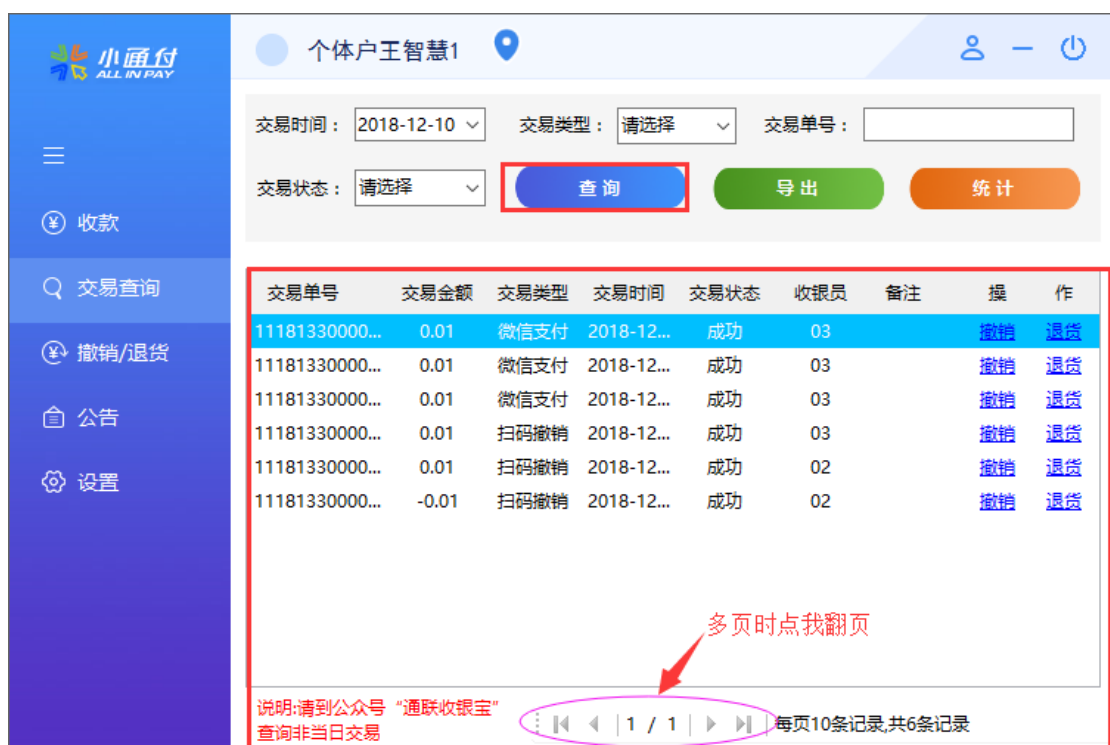 小通付
ALL IN PAY
个体户王智慧1
交易时间： 2018-12-10 交易类型： 请选择 交易单号：
交易状态： 请选择 查询 导出 统计
收款
交易查询
撤销/退货
公告
设置
交易单号 交易金额 交易类型 交易时间 交易状态 收银员 备注 操 作
11181330000... 0.01 微信支付 2018-12... 成功 03 撤销 退货
11181330000... 0.01 微信支付 2018-12... 成功 03 撤销 退货
11181330000... 0.01 微信支付 2018-12... 成功 03 撤销 退货
11181330000... 0.01 扫码撤销 2018-12... 成功 03 撤销 退货
11181330000... 0.01 扫码撤销 2018-12... 成功 02 撤销 退货
11181330000... -0.01 扫码撤销 2018-12... 成功 02 撤销 退货
多页时点我翻页
说明:请到公众号“通联收银宝”
查询非当日交易
1 / 1 每页10条记录,共6条记录